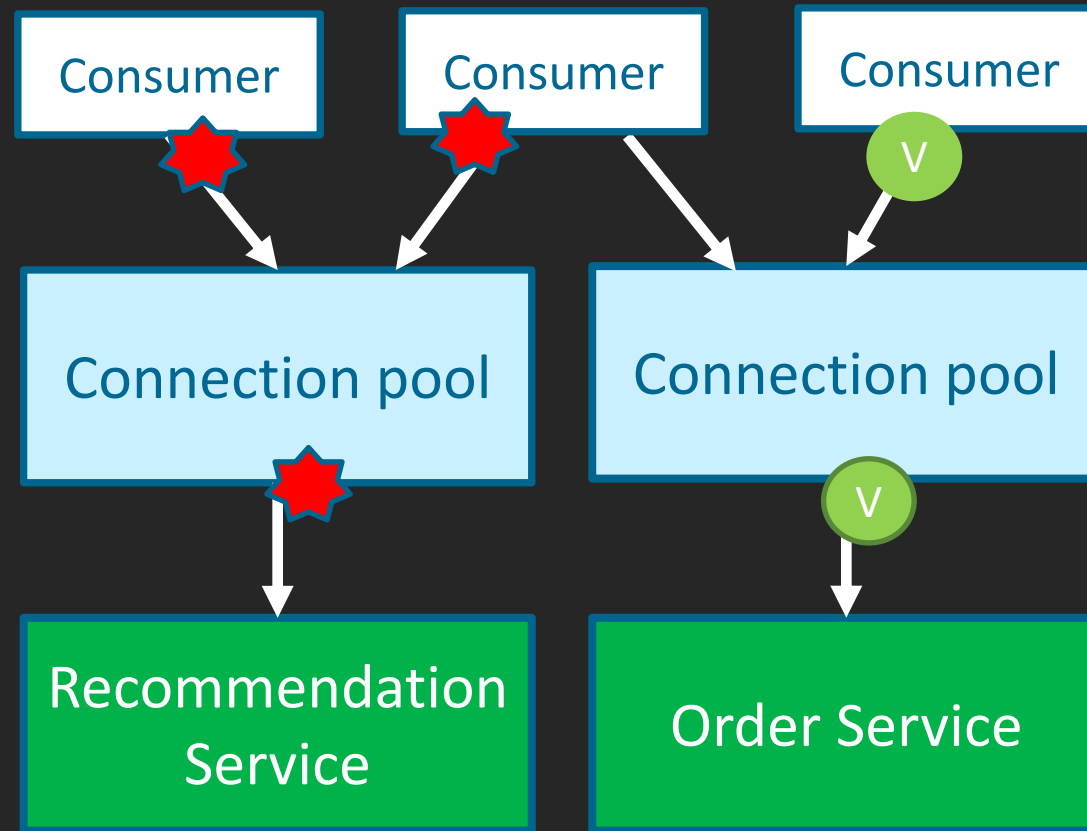 Consumer
Consumer
Consumer
V
Connection pool
Connection pool
V
Recommendation
Service
Order Service